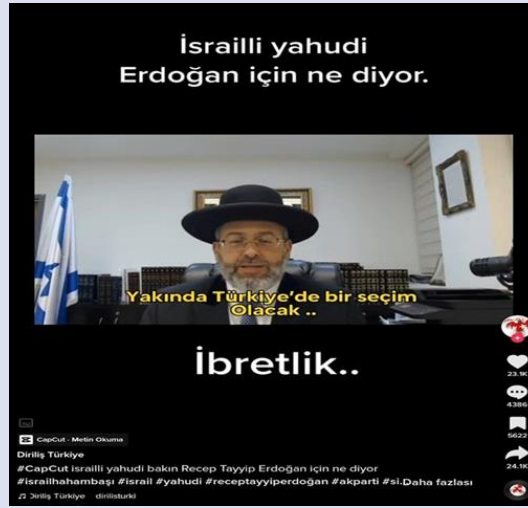 İsrailli yahudi
Erdoğan için ne diyor.
Yakında Türkiye'de bir seçim
Olacak ..
İbretlik..
23.1K
4386
5622
24.1K
CapCut - Metin Okuma
Diriliş Türkiye
#CapCut israilli yahudi bakın Recep Tayyip Erdoğan için ne diyor
#israilhahambaşı #israil #yahudi #receptayyiperdoğan #akparti #si.Daha fazlası
Diriliş Türkiye dirilisturki